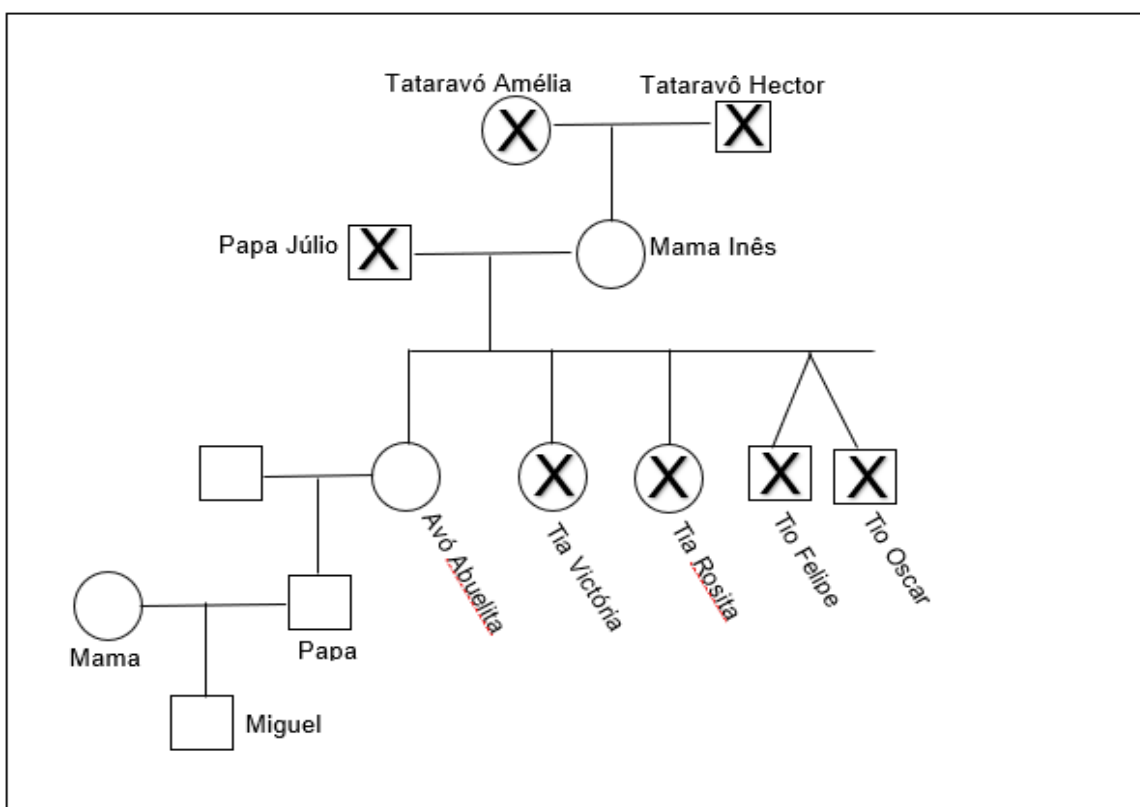 Tataravó Amélia
Tataravô Hector
X
X
Papa Júlio
X
Mama Inês
X
X
X
X
Avó Abuelita
Tia Victória
Tia Rosita
Tio Felipe
Tio Oscar
Mama
Papa
Miguel